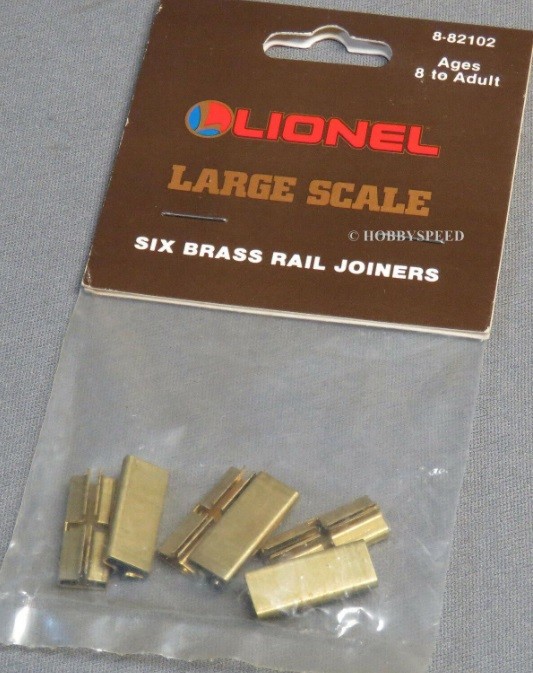 8-82102
Ages
8 to Adult
LIONEL
LARGE SCALE
© HOBBYSPEED
SIX BRASS RAIL JOINERS